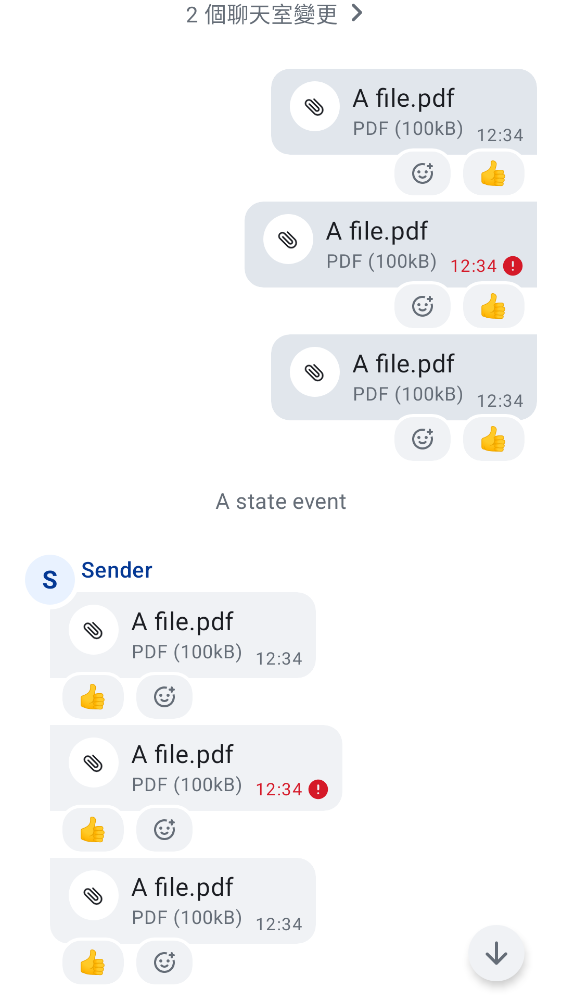 2 個聊天室變更
A file.pdf
PDF (100kB) 12:34
A file.pdf
PDF (100kB) 12:34
A file.pdf
PDF (100kB) 12:34
A state event
S Sender
A file.pdf
PDF (100kB) 12:34
A file.pdf
PDF (100kB) 12:34
A file.pdf
PDF (100kB) 12:34